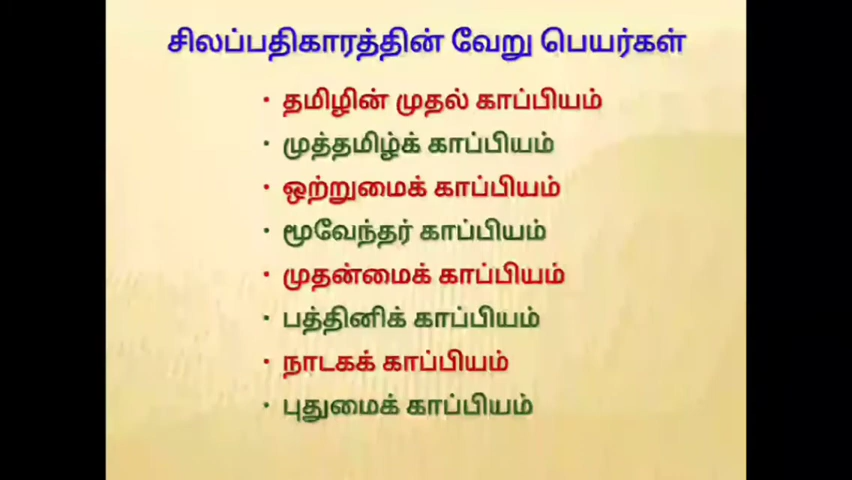 சிலப்பதிகாரத்தின் வேறு பெயர்கள்
• தமிழின் முதல் காப்பியம்
• முத்தமிழ்க் காப்பியம்
• ஒற்றுமைக் காப்பியம்
• மூவேந்தர் காப்பியம்
• முதன்மைக் காப்பியம்
• பத்தினிக் காப்பியம்
• நாடகக் காப்பியம்
• புதுமைக் காப்பியம்